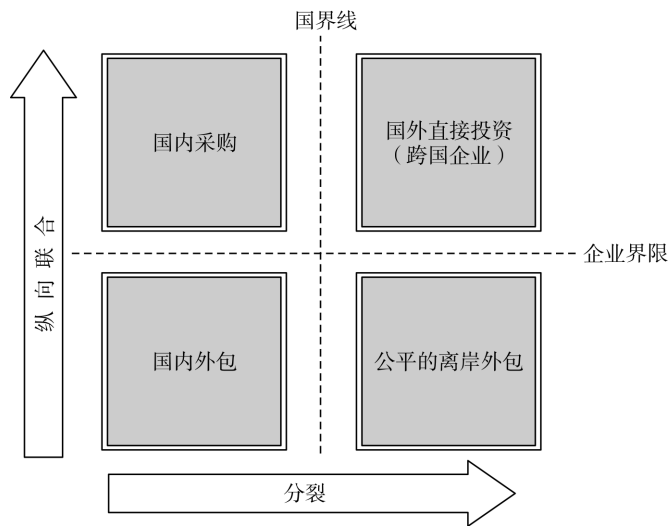 国界线
国内采购
国外直接投资
（跨国企业）
纵向联合
企业界限
国内外包
公平的离岸外包
分裂